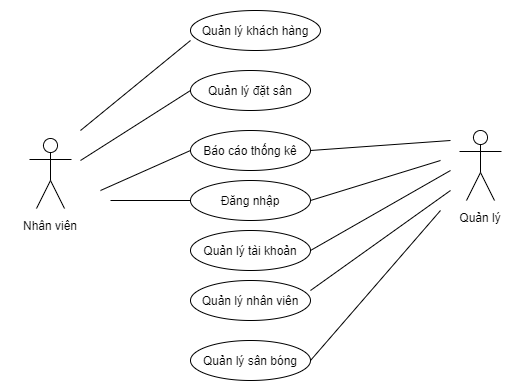 Quản lý khách hàng
Quản lý đặt sân
Báo cáo thống kê
Đăng nhập
Nhân viên
Quản lý
Quản lý tài khoản
Quản lý nhân viên
Quản lý sân bóng